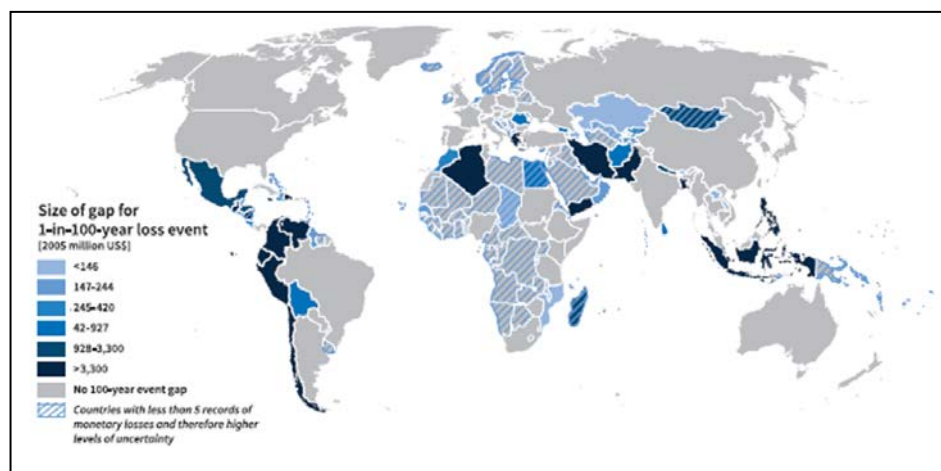 Size of gap for
1-in-100-year loss event
[2005 million US$]
<146
147-244
245-420
42-927
928-3,300
>3,300
No 100-year event gap
Countries with less than 5 records of
monetary losses and therefore higher
levels of uncertainty